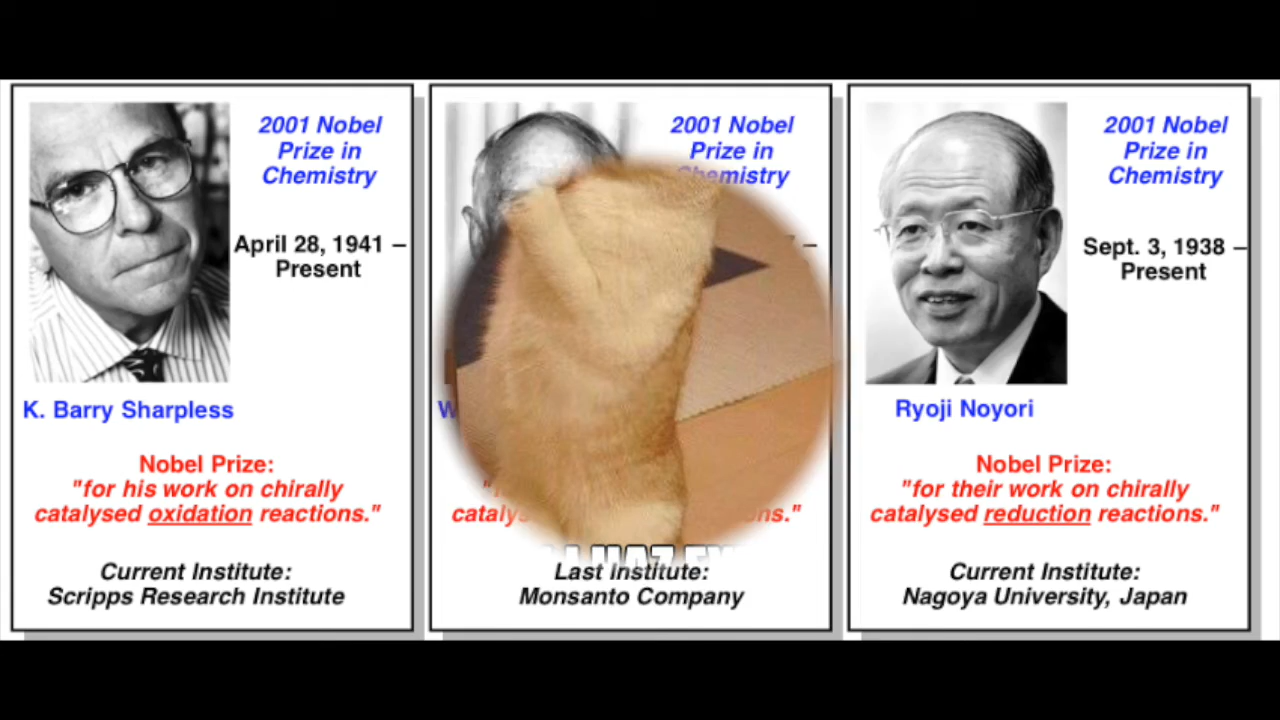 2001 Nobel
Prize in
Chemistry
April 28, 1941 –
Present
K. Barry Sharpless
Nobel Prize:
"for his work on chirally
catalysed oxidation reactions."
Current Institute:
Scripps Research Institute
2001 Nobel
Prize in
Chemistry
–
W
catalys
ns."
Last Institute:
Monsanto Company
2001 Nobel
Prize in
Chemistry
Sept. 3, 1938 –
Present
Ryoji Noyori
Nobel Prize:
"for their work on chirally
catalysed reduction reactions."
Current Institute:
Nagoya University, Japan